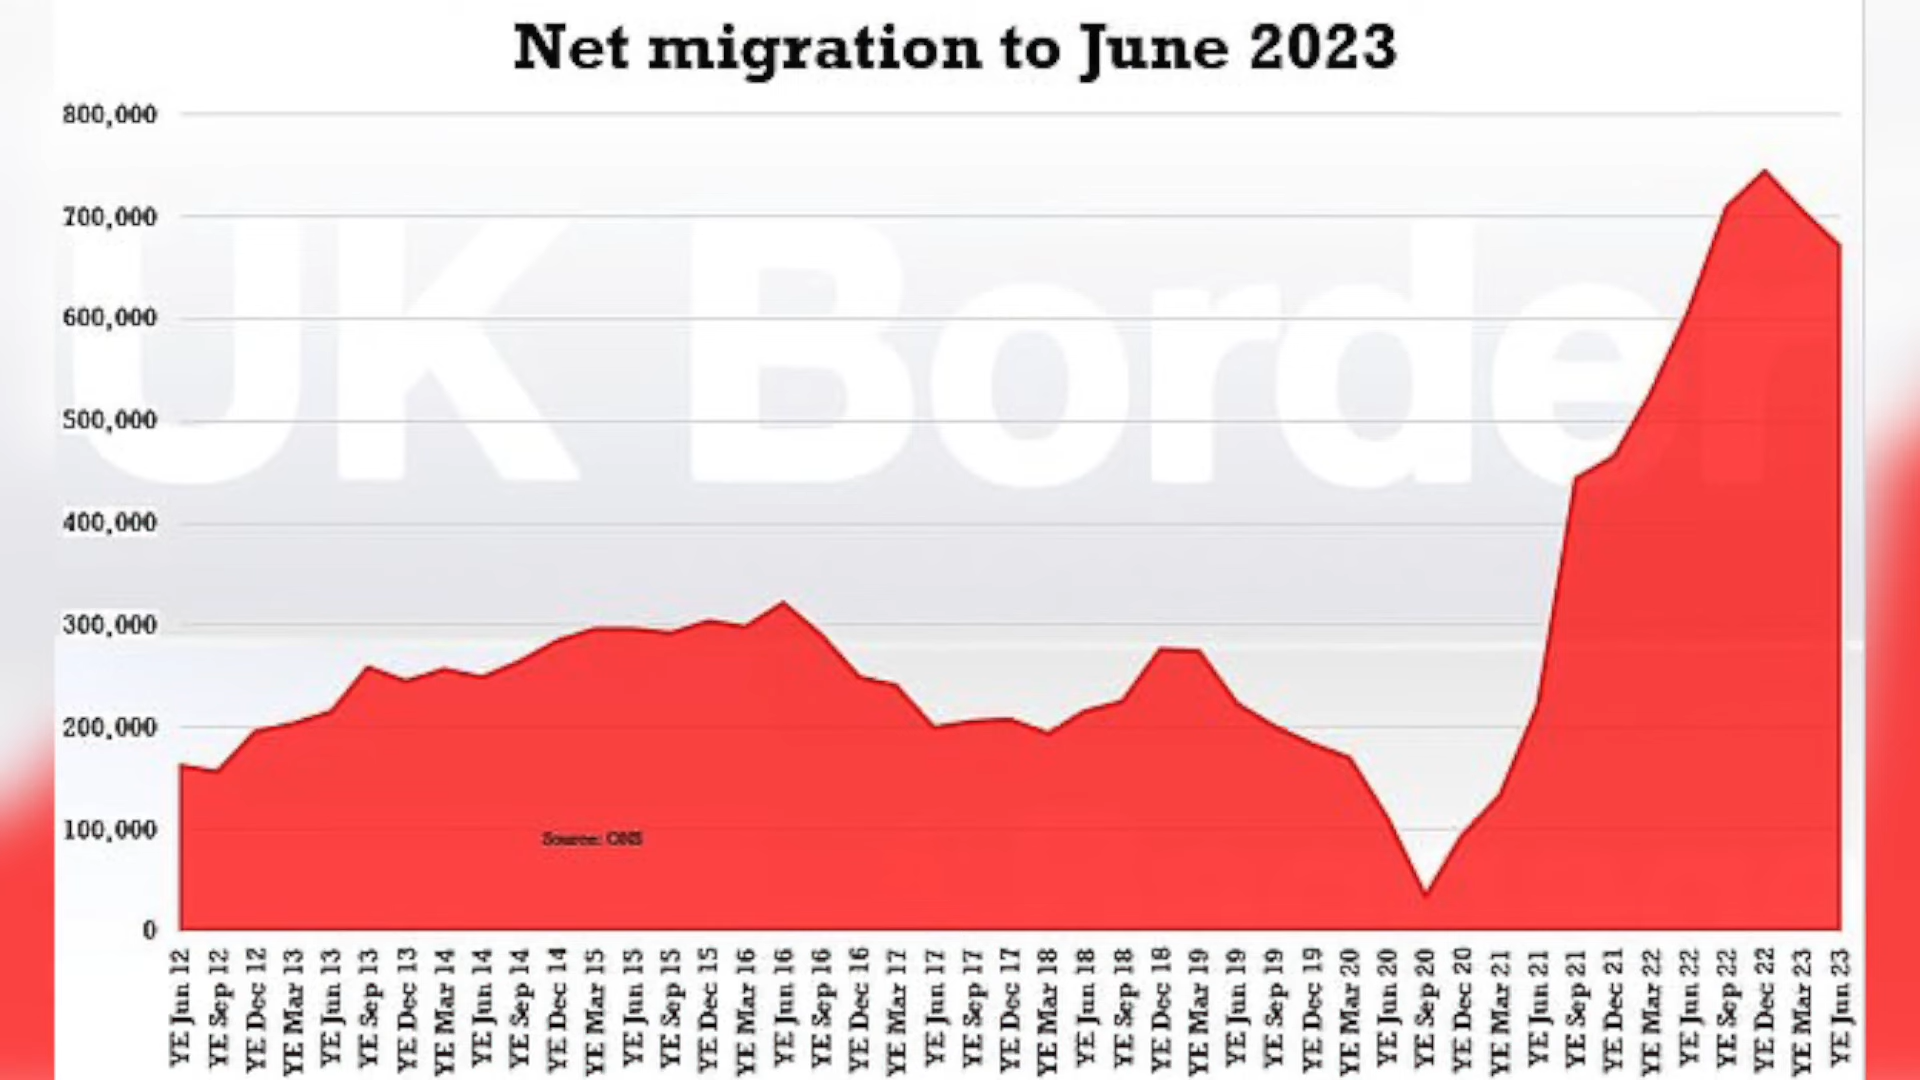 Net migration to June 2023
800,000
700,000
600,000
500,000
400,000
300,000
200,000
100,000
0
UK Border
Source: ONS
YE Jun 12
YE Sep 12
YE Dec 12
YE Mar 13
YE Jun 13
YE Sep 13
YE Dec 13
YE Mar 14
YE Jun 14
YE Sep 14
YE Dec 14
YE Mar 15
YE Jun 15
YE Sep 15
YE Dec 15
YE Mar 16
YE Jun 16
YE Sep 16
YE Dec 16
YE Mar 17
YE Jun 17
YE Sep 17
YE Dec 17
YE Mar 18
YE Jun 18
YE Sep 18
YE Dec 18
YE Mar 19
YE Jun 19
YE Sep 19
YE Dec 19
YE Mar 20
YE Jun 20
YE Sep 20
YE Dec 20
YE Mar 21
YE Jun 21
YE Sep 21
YE Dec 21
YE Mar 22
YE Jun 22
YE Sep 22
YE Dec 22
YE Mar 23
YE Jun 23